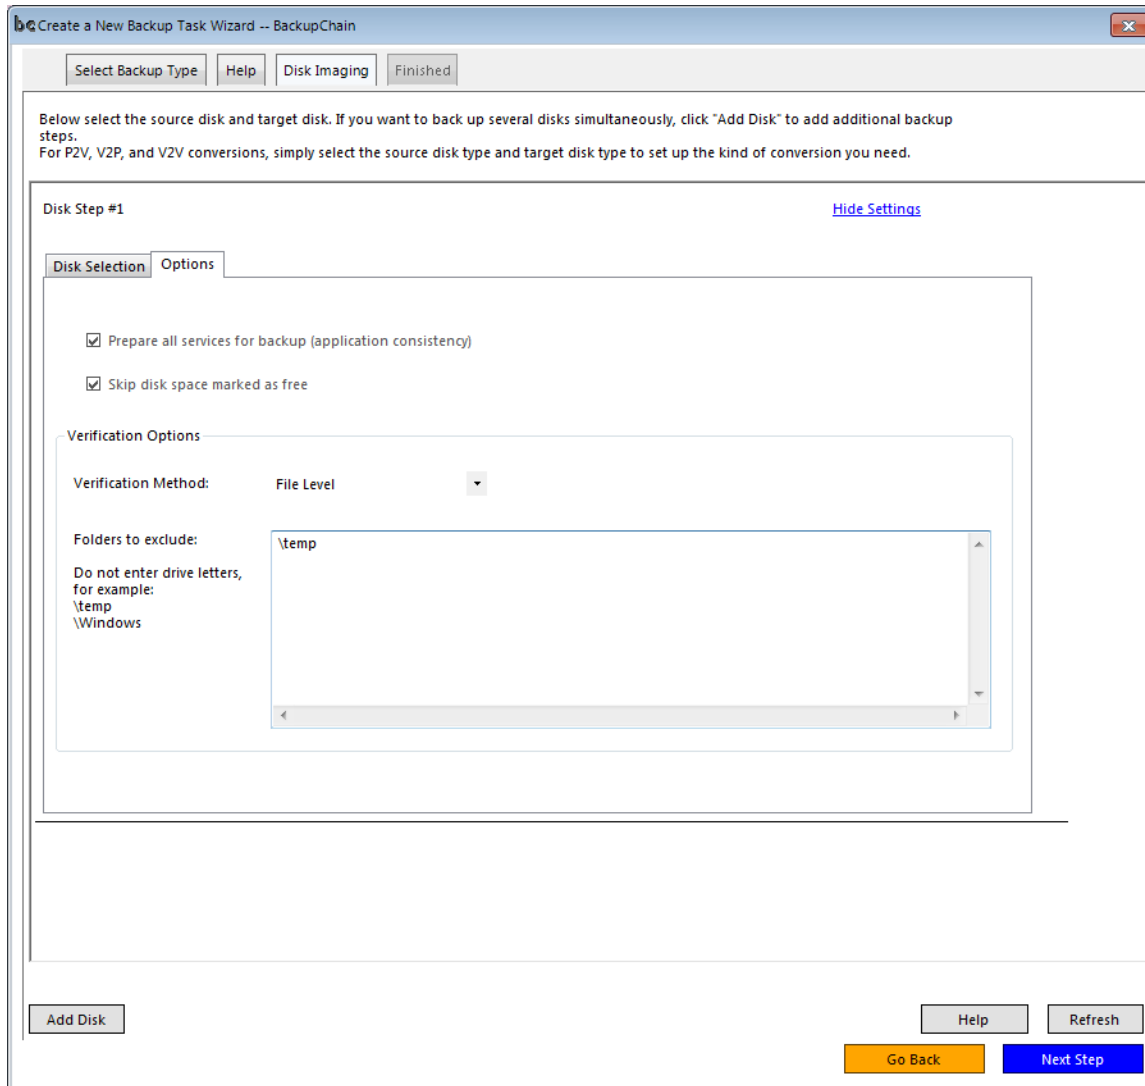 bc Create a New Backup Task Wizard -- BackupChain
Select Backup Type Help Disk Imaging Finished
Below select the source disk and target disk. If you want to back up several disks simultaneously, click "Add Disk" to add additional backup
steps.
For P2V, V2P, and V2V conversions, simply select the source disk type and target disk type to set up the kind of conversion you need.
Disk Step #1 Hide Settings
Disk Selection Options
Prepare all services for backup (application consistency)
Skip disk space marked as free
Verification Options
Verification Method: File Level
Folders to exclude: \temp
Do not enter drive letters,
for example:
\temp
\Windows
Add Disk Help Refresh
Go Back Next Step